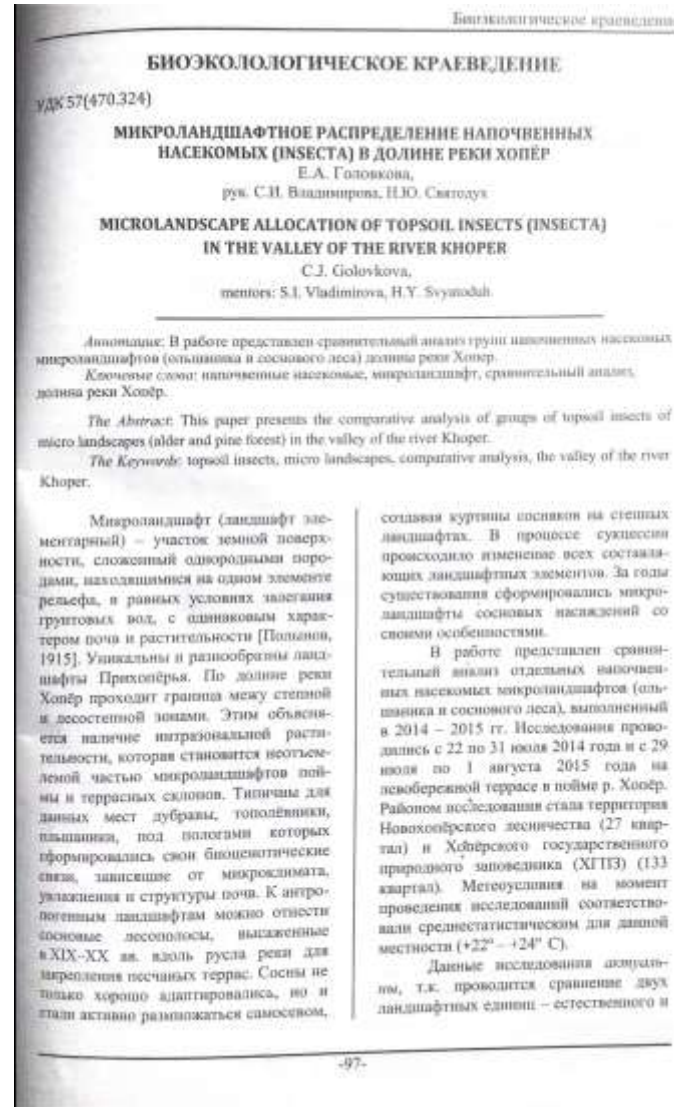 Биоэкологическое краеведение
БИОЭКОЛОЛОГИЧЕСКОЕ КРАЕВЕДЕНИЕ
УДК 57(470.324)
МИКРОЛАНДШАФТНОЕ РАСПРЕДЕЛЕНИЕ НАПОЧВЕННЫХ
НАСЕКОМЫХ (INSECTA) В ДОЛИНЕ РЕКИ ХОПЁР
Е.А. Головкова,
рук. С.И. Владимирова, Н.Ю. Святодух
MICROLANDSCAPE ALLOCATION OF TOPSOIL INSECTS (INSECTA)
IN THE VALLEY OF THE RIVER KHOPER
C.J. Golovkova,
mentors: S.I. Vladimirova, H.Y. Svyatoduh
Аннотация: В работе представлен сравнительный анализ групп напочвенных насекомых
микроландшафтов (ольшаника и соснового леса) долины реки Хопер.
Ключевые слова: напочвенные насекомые, микроландшафт, сравнительный анализ,
долина реки Хопёр.
The Abstract: This paper presents the comparative analysis of groups of topsoil insects of
micro landscapes (alder and pine forest) in the valley of the river Khoper.
The Keywords: topsoil insects, micro landscapes, comparative analysis, the valley of the river
Khoper.
Микроландшафт (ландшафт эле-
ментарный) – участок земной поверх-
ности, сложенный однородными поро-
дами, находящимися на одном элементе
рельефа, в равных условиях залегания
грунтовых вод, с одинаковым харак-
тером почв и растительности [Полынов,
1915]. Уникальны и разнообразны ланд-
шафты Прихопёрья. По долине реки
Хопёр проходит граница межу степной
и лесостепной зонами. Этим объясня-
ется наличие интразональной расти-
тельности, которая становится неотъем-
лемой частью микроландшафтов пой-
мы и террасных склонов. Типичны для
данных мест дубравы, тополёвники,
ольшаники, под пологами которых
сформировались свои биоценотические
связи, зависящие от микроклимата,
увлажнения и структуры почв. К антро-
погенным ландшафтам можно отнести
сосновые лесополосы, высаженные
в XIX–XX вв. вдоль русла реки для
закрепления песчаных террас. Сосны не
только хорошо адаптировались, но и
стали активно размножаться самосевом,
создавая куртины сосняков на степных
ландшафтах. В процессе сукцессии
происходило изменение всех составля-
ющих ландшафтных элементов. За годы
существования сформировались микро-
ландшафты сосновых насаждений со
своими особенностями.
В работе представлен сравни-
тельный анализ отдельных напочвен-
ных насекомых микроландшафтов (оль-
шаника и соснового леса), выполненный
в 2014 – 2015 гг. Исследования прово-
дились с 22 по 31 июля 2014 года и с 29
июля по 1 августа 2015 года на
левобережной террасе в пойме р. Хопёр.
Районом исследования стала территория
Новохопёрского лесничества (27 квар-
тал) и Хопёрского государственного
природного заповедника (ХГПЗ) (133
квартал). Метеоусловия на момент
проведения исследований соответство-
вали среднестатистическим для данной
местности (+22° – +24° С).
Данные исследования актуаль-
ны, т.к. проводится сравнение двух
ландшафтных единиц – естественного и
-97-